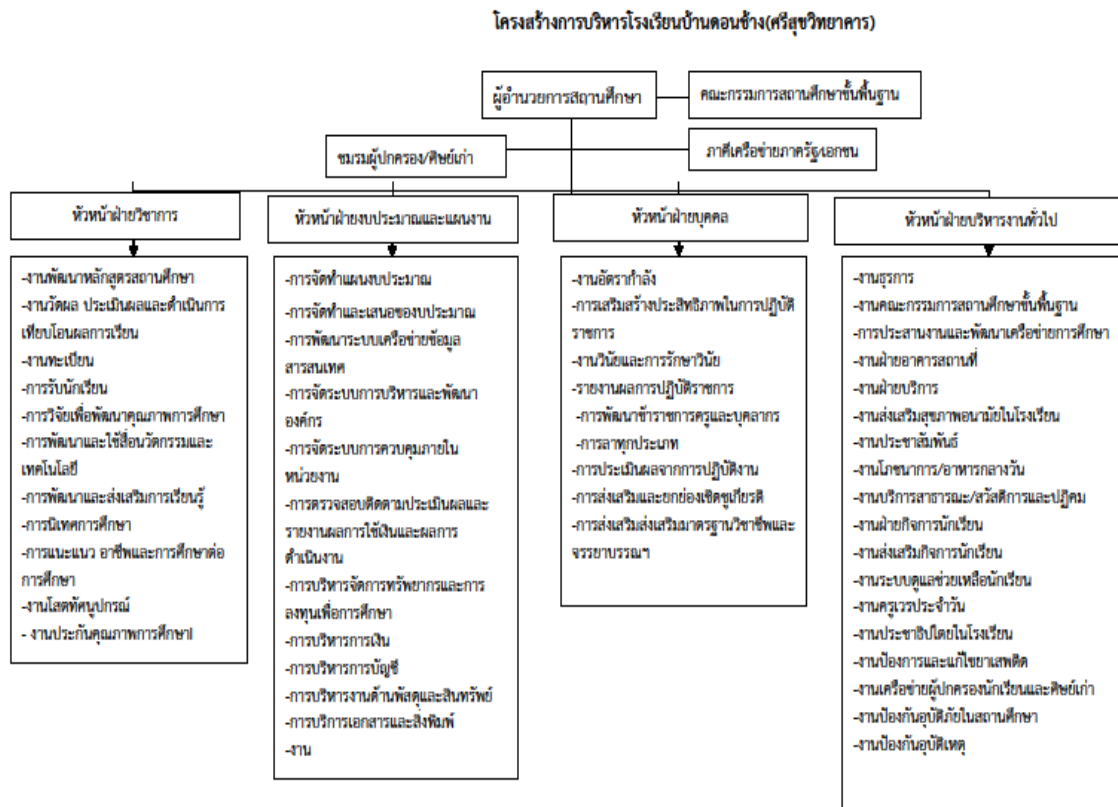 โครงสร้างการบริหารโรงเรียนบ้านดอนช้าง(ศรีสุขวิทยาคาร)
ผู้อำนวยการสถานศึกษา
คณะกรรมการสถานศึกษาขั้นพื้นฐาน
ชมรมผู้ปกครอง/ศิษย์เก่า
ภาคีเครือข่ายภาครัฐ/เอกชน
หัวหน้าฝ่ายวิชาการ
-งานพัฒนาหลักสูตรสถานศึกษา
-งานวัดผล ประเมินผลและดำเนินการ
เทียบโอนผลการเรียน
-งานทะเบียน
-การรับนักเรียน
-การวิจัยเพื่อพัฒนาคุณภาพการศึกษา
-การพัฒนาและใช้สื่อนวัตกรรมและ
เทคโนโลยี
-การพัฒนาและส่งเสริมการเรียนรู้
-การนิเทศการศึกษา
-การแนะแนว อาชีพและการศึกษาต่อ
การศึกษา
-งานโสตทัศนูปกรณ์
- งานประกันคุณภาพการศึกษาl
หัวหน้าฝ่ายงบประมาณและแผนงาน
-การจัดทำแผนงบประมาณ
-การจัดทำและเสนอของบประมาณ
-การพัฒนาระบบเครือข่ายข้อมูล
สารสนเทศ
-การจัดระบบการบริหารและพัฒนา
องค์กร
-การจัดระบบการควบคุมภายใน
หน่วยงาน
-การตรวจสอบติดตามประเมินผลและ
รายงานผลการใช้เงินและผลการ
ดำเนินงาน
-การบริหารจัดการทรัพยากรและการ
ลงทุนเพื่อการศึกษา
-การบริหารการเงิน
-การบริหารการบัญชี
-การบริหารงานด้านพัสดุและสินทรัพย์
-การบริการเอกสารและสิ่งพิมพ์
-งาน
หัวหน้าฝ่ายบุคคล
-งานอัตรากำลัง
-การเสริมสร้างประสิทธิภาพในการปฏิบัติ
ราชการ
-งานวินัยและการรักษาวินัย
-รายงานผลการปฏิบัติราชการ
-การพัฒนาข้าราชการครูและบุคลากร
-การลาทุกประเภท
-การประเมินผลจากการปฏิบัติงาน
-การส่งเสริมและยกย่องเชิดชูเกียรติ
-การส่งเสริมส่งเสริมมาตรฐานวิชาชีพและ
จรรยาบรรณฯ
หัวหน้าฝ่ายบริหารงานทั่วไป
-งานธุรการ
-งานคณะกรรมการสถานศึกษาขั้นพื้นฐาน
-การประสานงานและพัฒนาเครือข่ายการศึกษา
-งานฝ่ายอาคารสถานที่
-งานฝ่ายบริการ
-งานส่งเสริมสุขภาพอนามัยในโรงเรียน
-งานประชาสัมพันธ์
-งานโภชนาการ/อาหารกลางวัน
-งานบริการสาธารณะ/สวัสดิการและปฏิคม
-งานฝ่ายกิจการนักเรียน
-งานส่งเสริมกิจการนักเรียน
-งานระบบดูแลช่วยเหลือนักเรียน
-งานครูเวรประจำวัน
-งานประชาธิปไตยในโรงเรียน
-งานป้องการและแก้ไขยาเสพติด
-งานเครือข่ายผู้ปกครองนักเรียนและศิษย์เก่า
-งานป้องกันอุบัติภัยในสถานศึกษา
-งานป้องกันอุบัติเหตุ